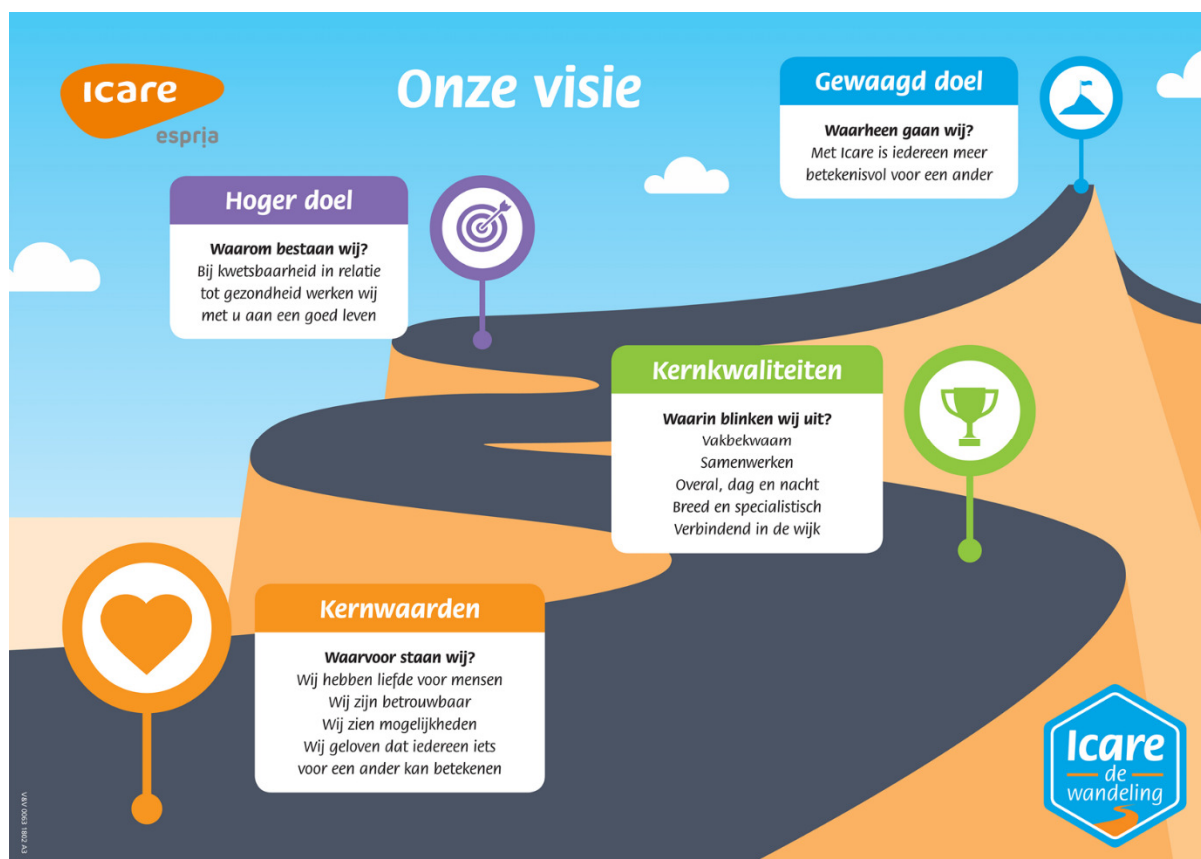 Icare
espria
Onze visie
Gewaagd doel
Waarheen gaan wij?
Met Icare is iedereen meer
betekenisvol voor een ander
Hoger doel
Waarom bestaan wij?
Bij kwetsbaarheid in relatie
tot gezondheid werken wij
met u aan een goed leven
Kernkwaliteiten
Waarin blinken wij uit?
Vakbekwaam
Samenwerken
Overal, dag en nacht
Breed en specialistisch
Verbindend in de wijk
Kernwaarden
Waarvoor staan wij?
Wij hebben liefde voor mensen
Wij zijn betrouwbaar
Wij zien mogelijkheden
Wij geloven dat iedereen iets
voor een ander kan betekenen
Icare
de
wandeling
V&V 0063 1802 A3